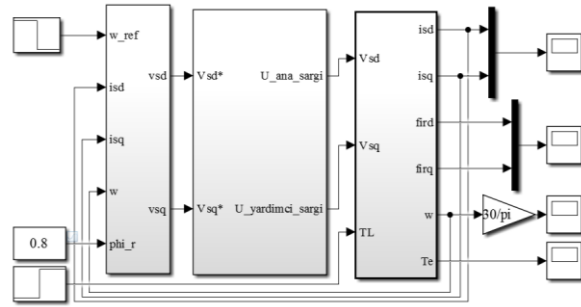 w_ref
isd
isq
w
phi_r
0.8
vsd
vsq
Vsd*
Vsq*
U_ana_sargi
U_yardimci_sargi
Vsd
Vsq
TL
isd
isq
fird
firq
w
Te
30/pi